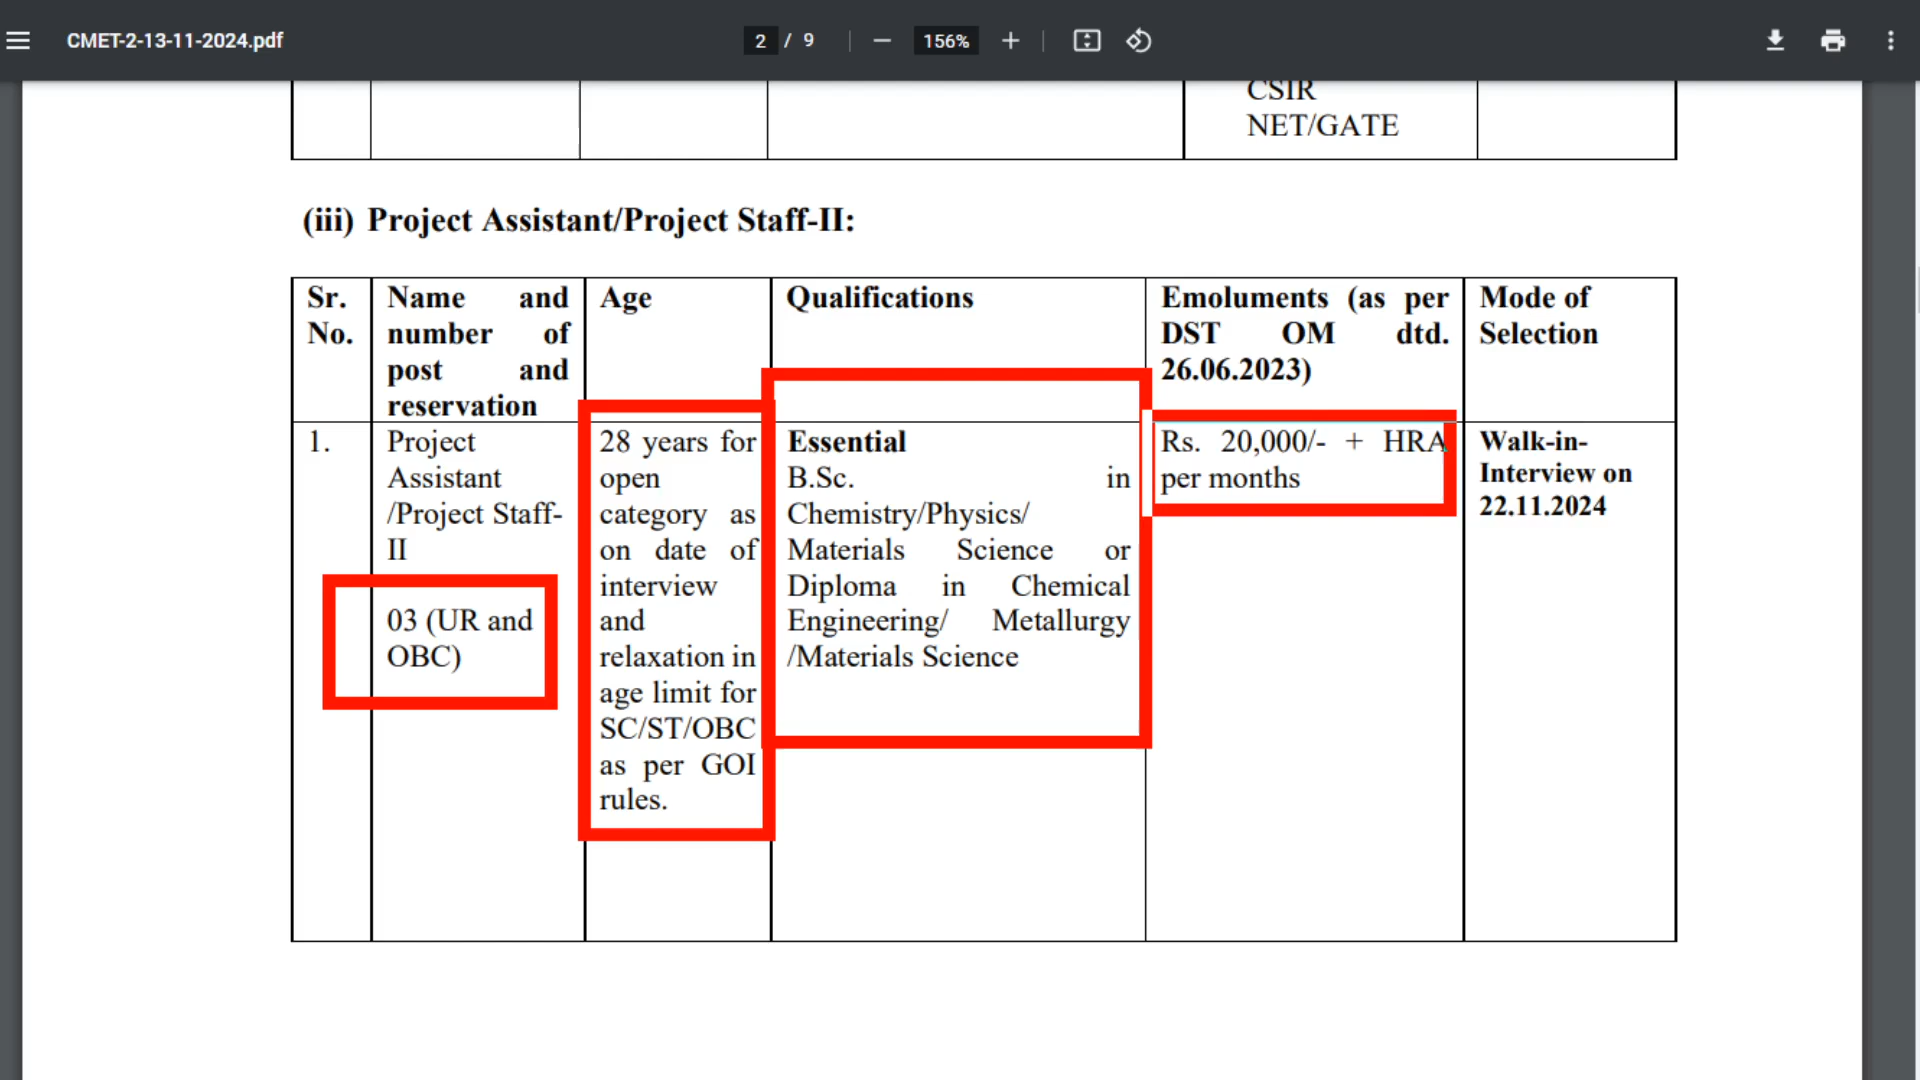 CMET-2-13-11-2024.pdf
2 / 9
156%
CSIR
NET/GATE
(iii) Project Assistant/Project Staff-II:
Sr.
No.
Name and
number of
post and
reservation
Age
Qualifications
Emoluments (as per
DST OM dtd.
26.06.2023)
Mode of
Selection
1.
Project
Assistant
/Project Staff-
II
03 (UR and
OBC)
28 years for
open
category as
on date of
interview
and
relaxation in
age limit for
SC/ST/OBC
as per GOI
rules.
Essential
B.Sc. in
Chemistry/Physics/
Materials Science or
Diploma in Chemical
Engineering/ Metallurgy
/Materials Science
Rs. 20,000/- + HRA
per months
Walk-in-
Interview on
22.11.2024